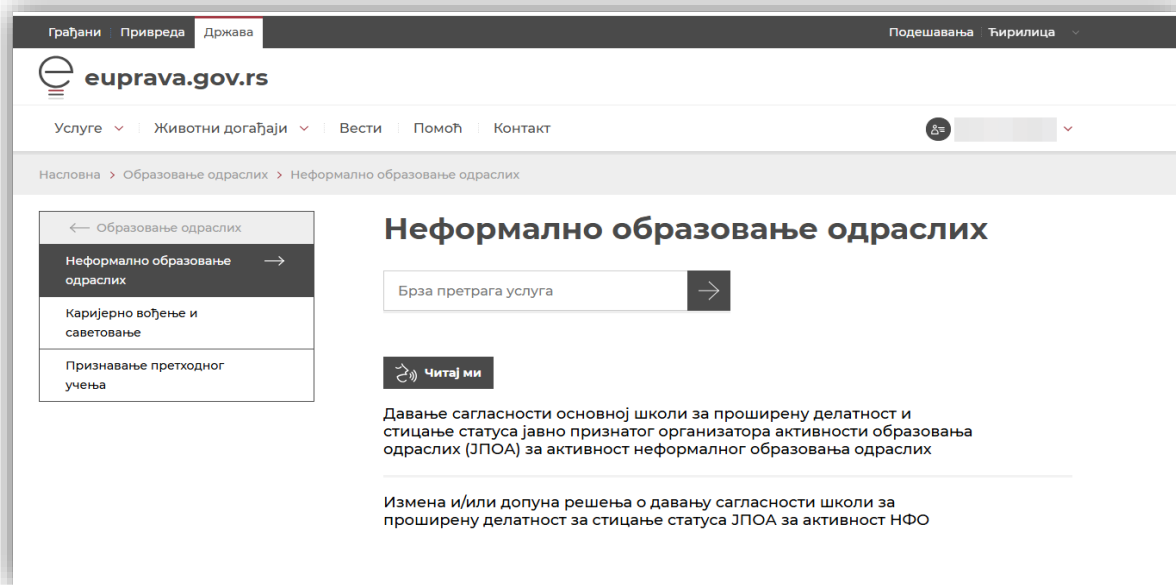 Грађани Привреда Држава Подешавања Ћирилица
euprava.gov.rs
Услуге Животни догађаји Вести Помоћ Контакт
Насловна > Образовање одраслих > Неформално образовање одраслих
← Образовање одраслих
Неформално образовање →
одраслих
Каријерно вођење и
саветовање
Признавање претходног
учења
Неформално образовање одраслих
Брза претрага услуга
Читај ми
Давање сагласности основној школи за проширену делатност и
стицање статуса јавно признатог организатора активности образовања
одраслих (ЈПОА) за активност неформалног образовања одраслих
Измена и/или допуна решења о давању сагласности школи за
проширену делатност за стицање статуса ЈПОА за активност НФО